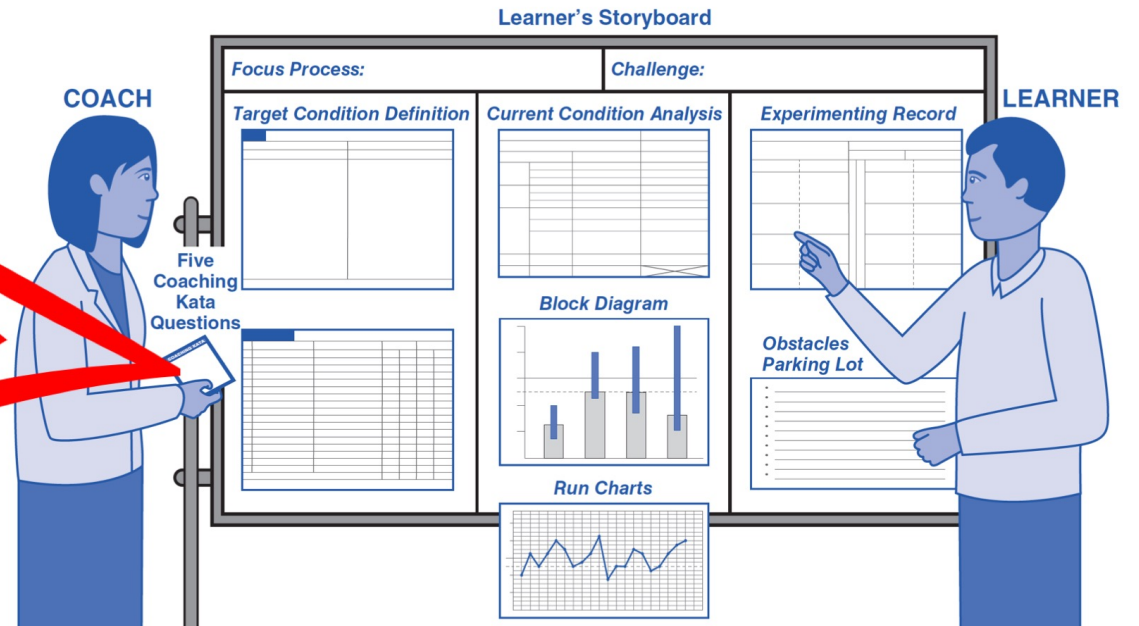 Learner's Storyboard
Focus Process:
Challenge:
COACH
LEARNER
Target Condition Definition
Current Condition Analysis
Experimenting Record
Five
Coaching
Kata
Questions
Block Diagram
Obstacles
Parking Lot
Run Charts